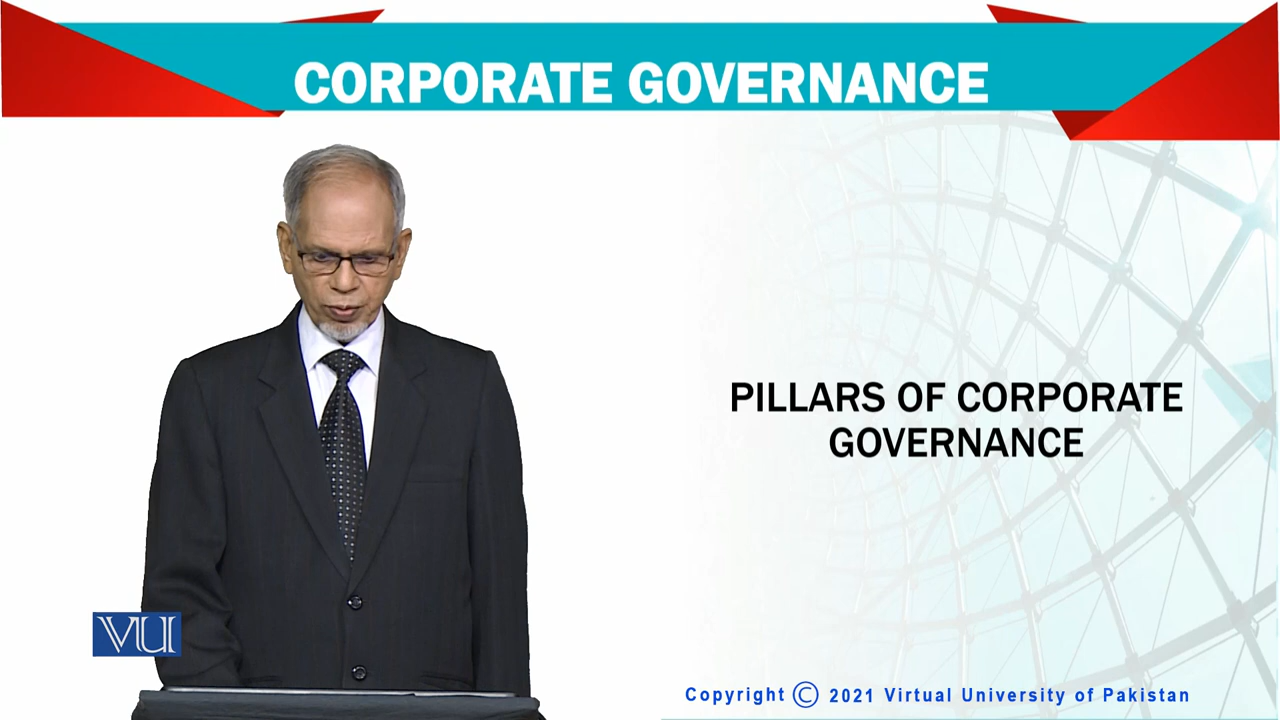 CORPORATE GOVERNANCE
PILLARS OF CORPORATE
GOVERNANCE
VU
Copyright © 2021 Virtual University of Pakistan